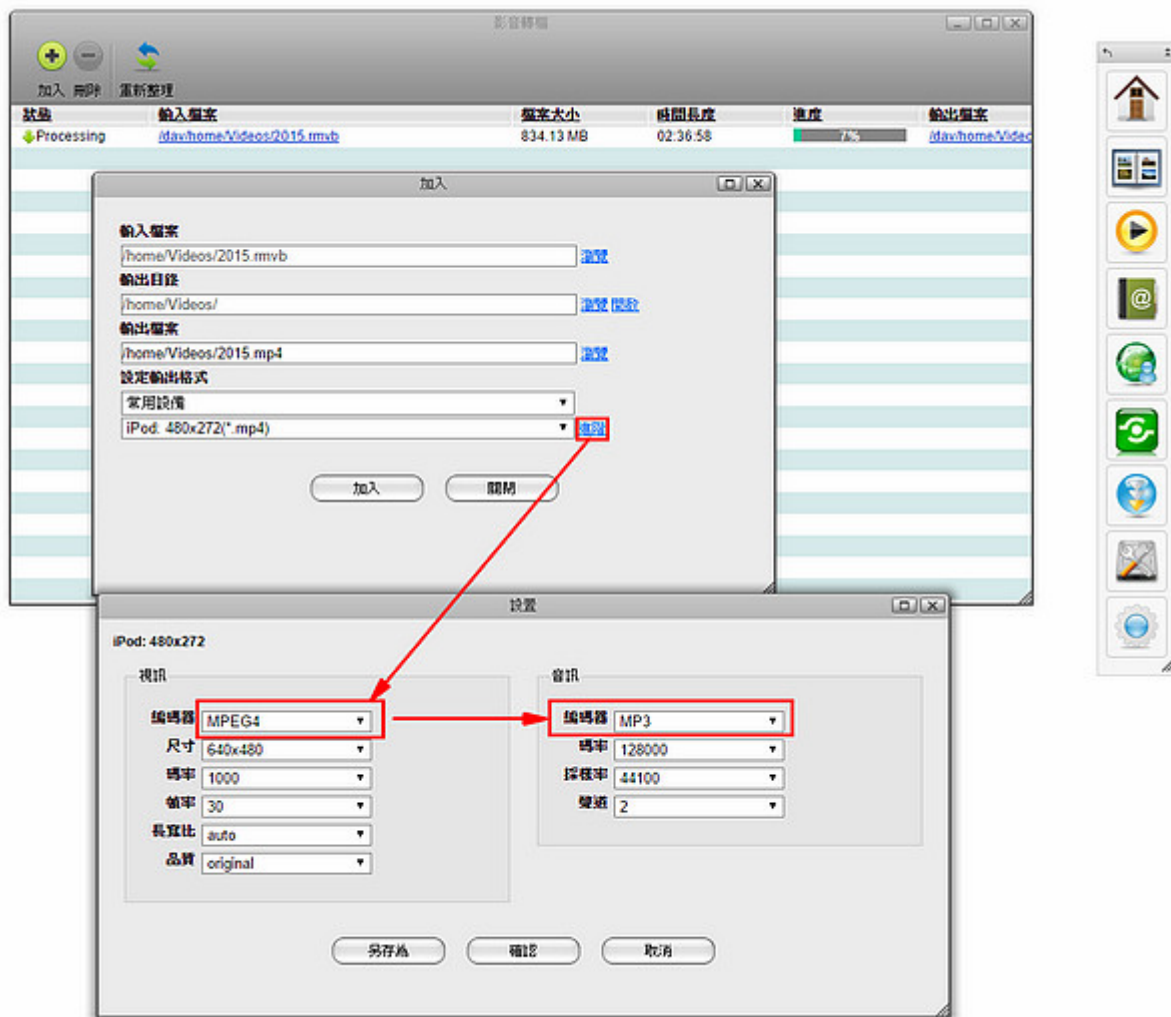 影音轉檔
加入 刪除 重新整理
狀態 輸入檔案 檔案大小 時間長度 進度 輸出檔案
Processing /dav/home/Videos/2015.rmvb 834.13 MB 02:36:58 7% /dav/home/Videc
加入
輸入檔案
/home/Videos/2015.rmvb 瀏覽
輸出目錄
/home/Videos/ 瀏覽 開啟
輸出檔案
/home/Videos/2015.mp4 瀏覽
設定輸出格式
常用設備
iPod: 480x272(*.mp4) 進階
加入 關閉
設置
iPod: 480x272
視訊 音訊
編碼器 MPEG4 編碼器 MP3
尺寸 640x480 碼率 128000
碼率 1000 採樣率 44100
幀率 30 聲道 2
長寬比 auto
品質 original
另存為 確認 取消